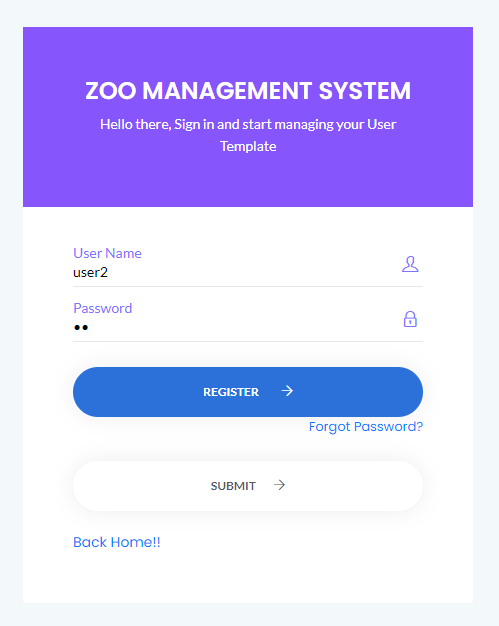 ZOO MANAGEMENT SYSTEM
Hello there, Sign in and start managing your User
Template
User Name
user2
Password
••
REGISTER →
Forgot Password?
SUBMIT →
Back Home!!